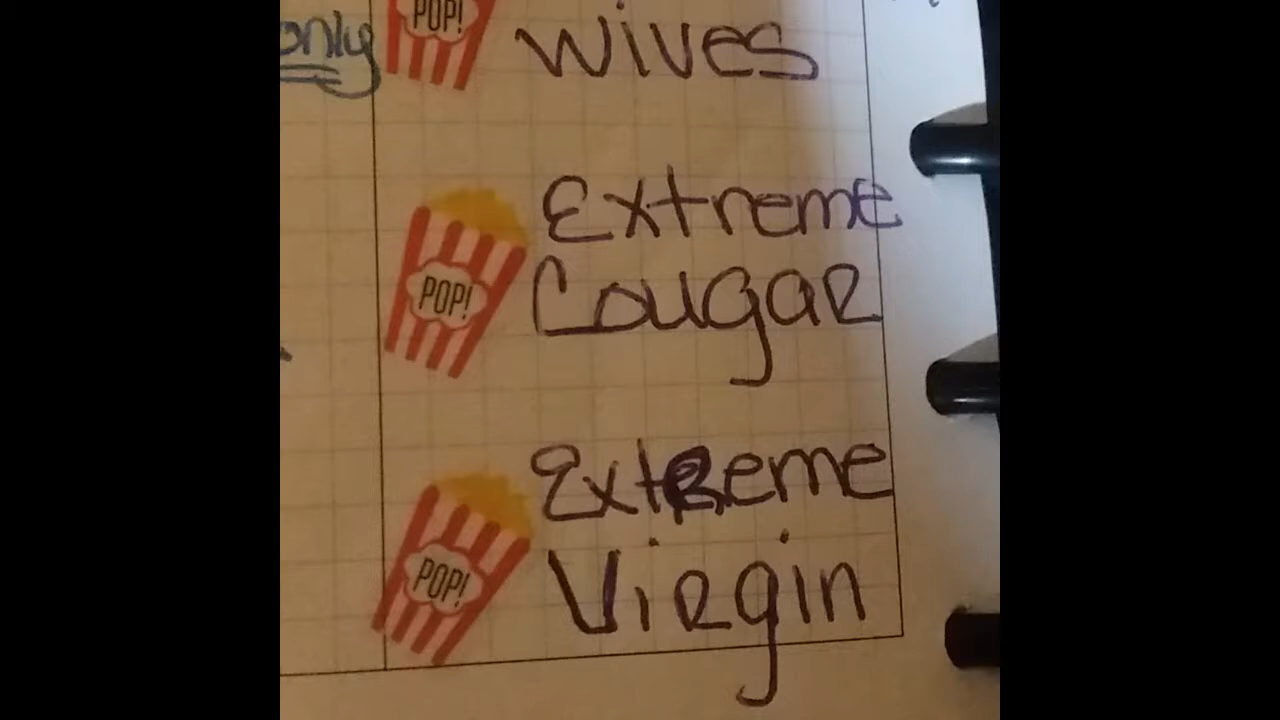 only
POP!
Wives
POP!
Extreme
Cougar
POP!
Extreme
Virgin